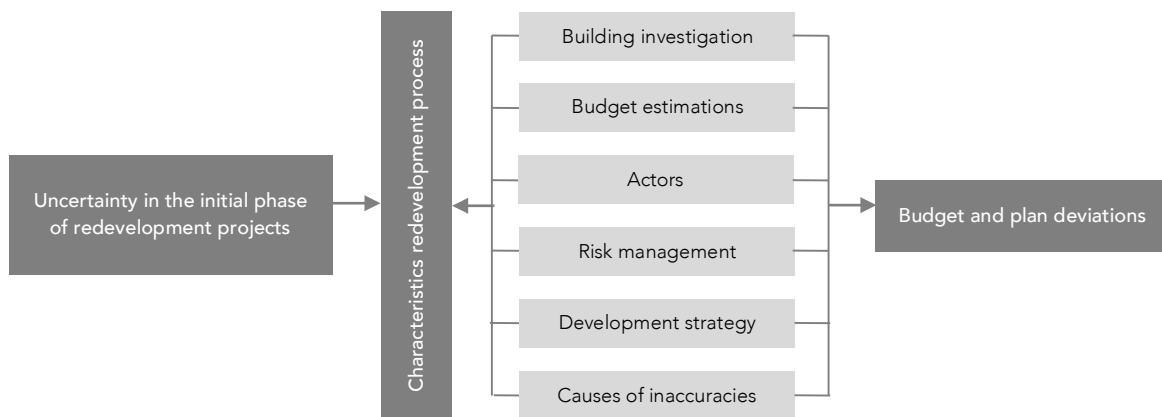 Uncertainty in the initial phase
of redevelopment projects
Characteristics redevelopment process
Building investigation
Budget estimations
Actors
Risk management
Development strategy
Causes of inaccuracies
Budget and plan deviations